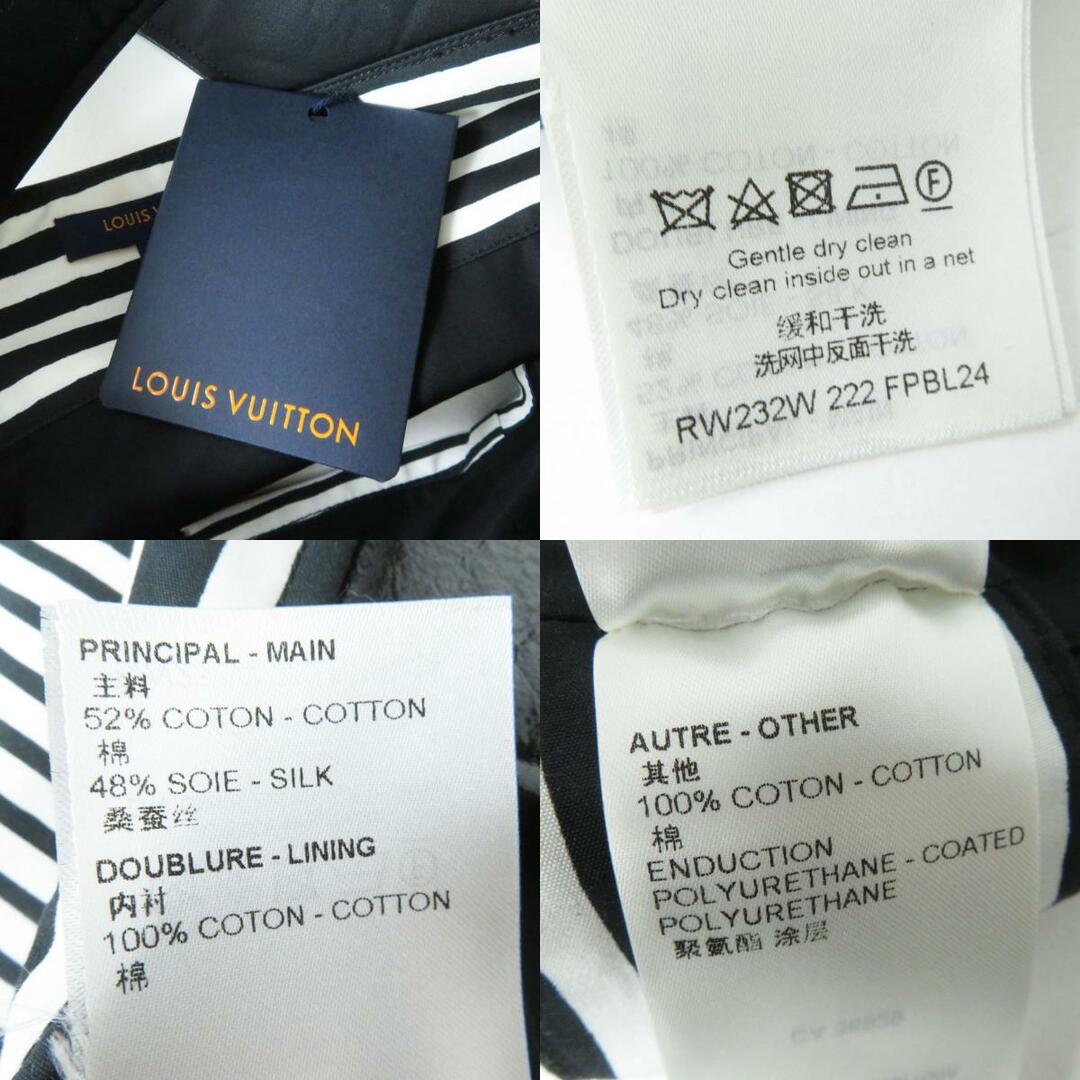 LOUIS
LOUIS VUITTON
F
Gentle dry clean
Dry clean inside out in a net
缓和干洗
洗网中反面干洗
RW232W 222 FPBL24
PRINCIPAL - MAIN
主料
52% COTON - COTTON
棉
48% SOIE - SILK
桑蚕丝
DOUBLURE - LINING
内衬
100% COTON - COTTON
棉
AUTRE - OTHER
其他
100% COTON - COTTON
棉
ENDUCTION
POLYURETHANE - COATED
POLYURETHANE
聚氨酯 涂层